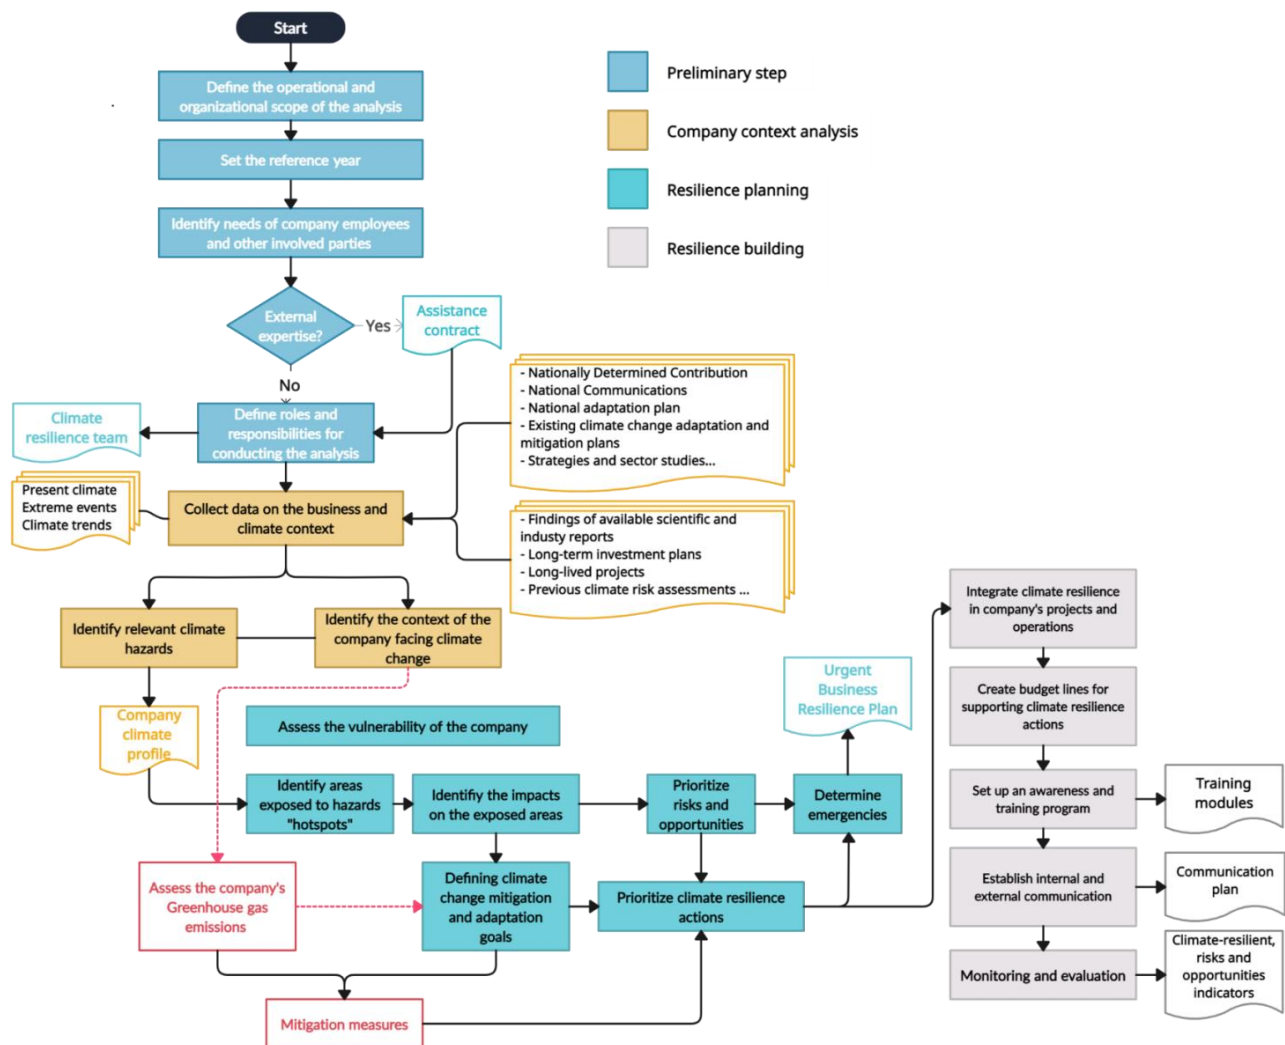 Start
Define the operational and
organizational scope of the analysis
Set the reference year
Identify needs of company employees
and other involved parties
External
expertise?
Yes
Assistance
contract
No
Define roles and
responsibilities for
conducting the analysis
Climate
resilience team
Preliminary step
Company context analysis
Resilience planning
Resilience building
- Nationally Determined Contribution
- National Communications
- National adaptation plan
- Existing climate change adaptation and
mitigation plans
- Strategies and sector studies...
Present climate
Extreme events
Climate trends
Collect data on the business and
climate context
- Findings of available scientific and
industy reports
- Long-term investment plans
- Long-lived projects
- Previous climate risk assessments ...
Identify relevant climate
hazards
Identify the context of the
company facing climate
change
Company
climate
profile
Assess the vulnerability of the company
Urgent
Business
Resilience Plan
Identify areas
exposed to hazards
"hotspots"
Identify the impacts
on the exposed areas
Prioritize
risks and
opportunities
Determine
emergencies
Assess the company's
Greenhouse gas
emissions
Defining climate
change mitigation
and adaptation
goals
Prioritize climate resilience
actions
Mitigation measures
Integrate climate resilience
in company's projects and
operations
Create budget lines for
supporting climate resilience
actions
Set up an awareness and
training program
Training
modules
Establish internal and
external communication
Communication
plan
Monitoring and evaluation
Climate-resilient,
risks and
opportunities
indicators